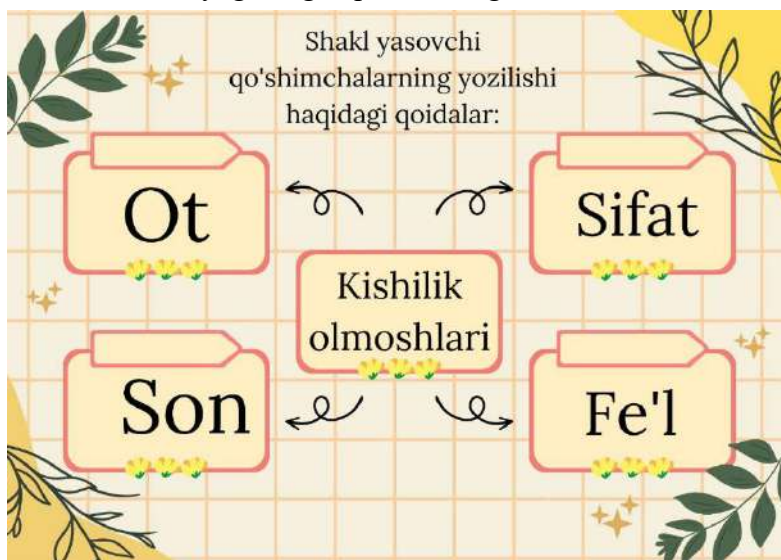 Shakl yasovchi
qo'shimchalarning yozilishi
haqidagi qoidalar:
Ot
Sifat
Kishilik
olmoshlari
Son
Fe'l